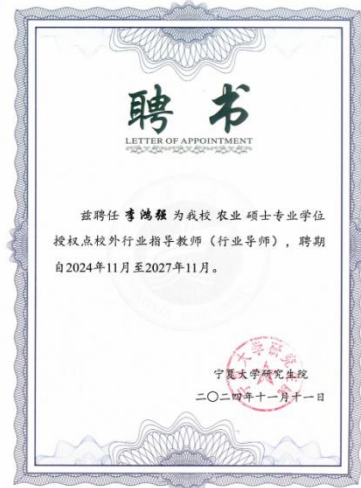 聘书
LETTER OF APPOINTMENT
兹聘任 李鸿强 为我校 农业 硕士专业学位
授权点校外行业指导教师（行业导师），聘期
自2024年11月至2027年11月。
宁夏大学研究生院
二〇二四年十一月十一日